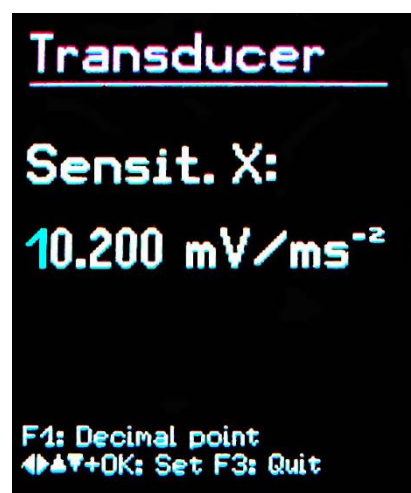 Transducer
Sensit. X:
10.200 mV/ms⁻²
F1: Decimal point
◀▶▲▼+OK: Set F3: Quit